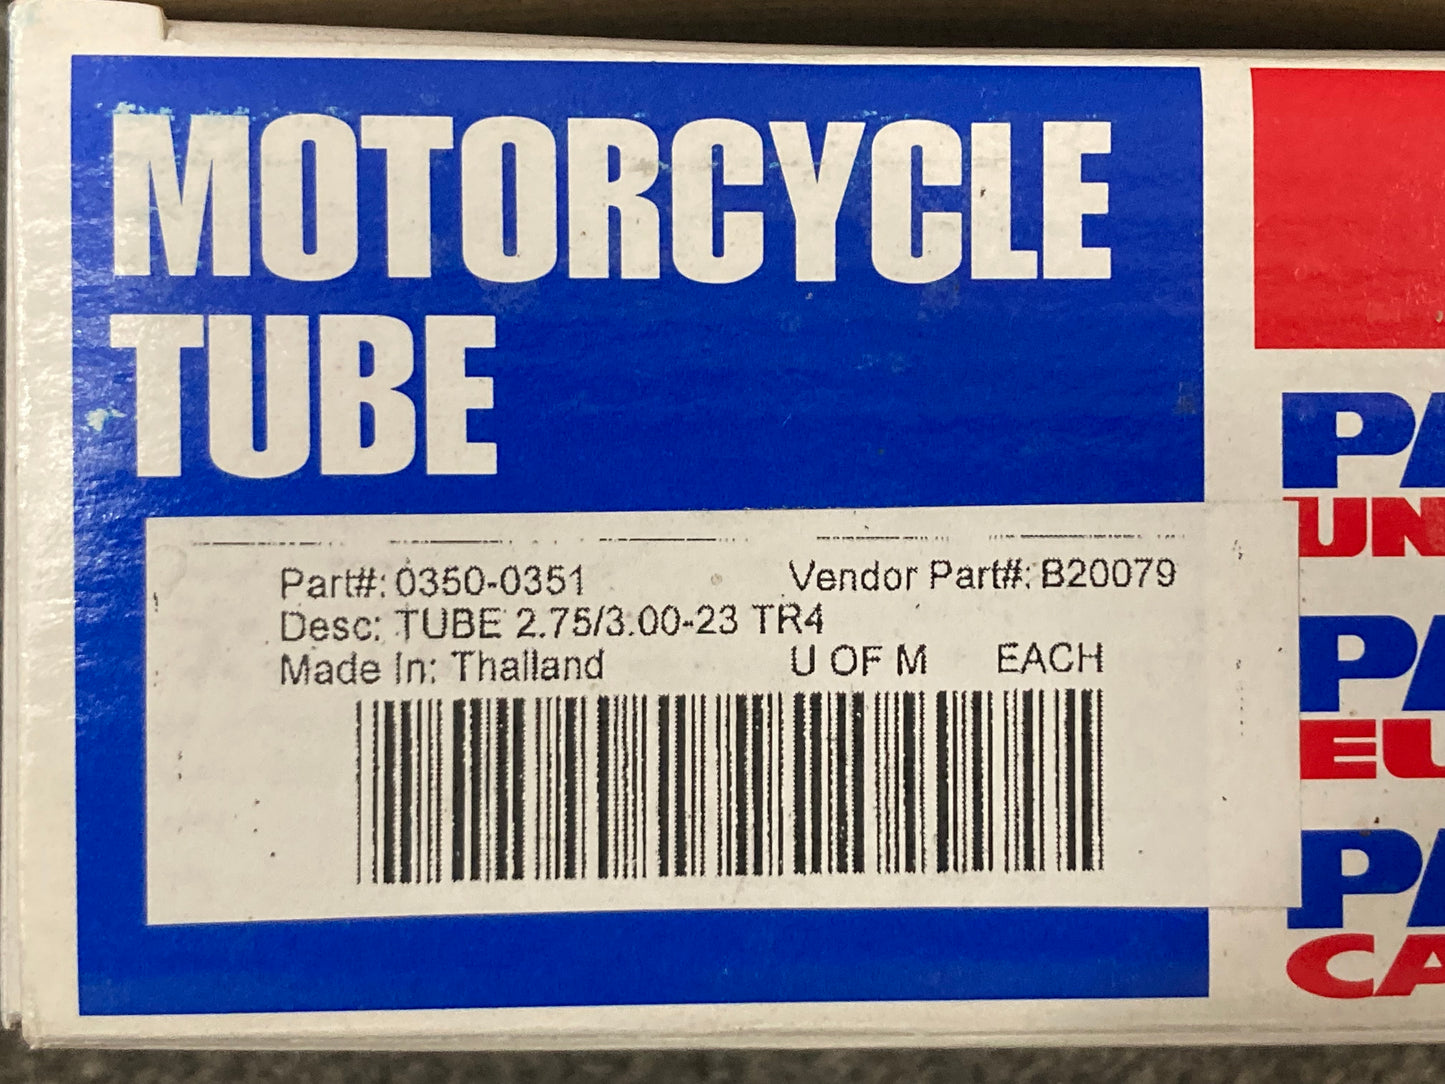 MOTORCYCLE
TUBE
Part#: 0350-0351 Vendor Part#: B20079
Desc: TUBE 2.75/3.00-23 TR4
Made In: Thailand U OF M EACH